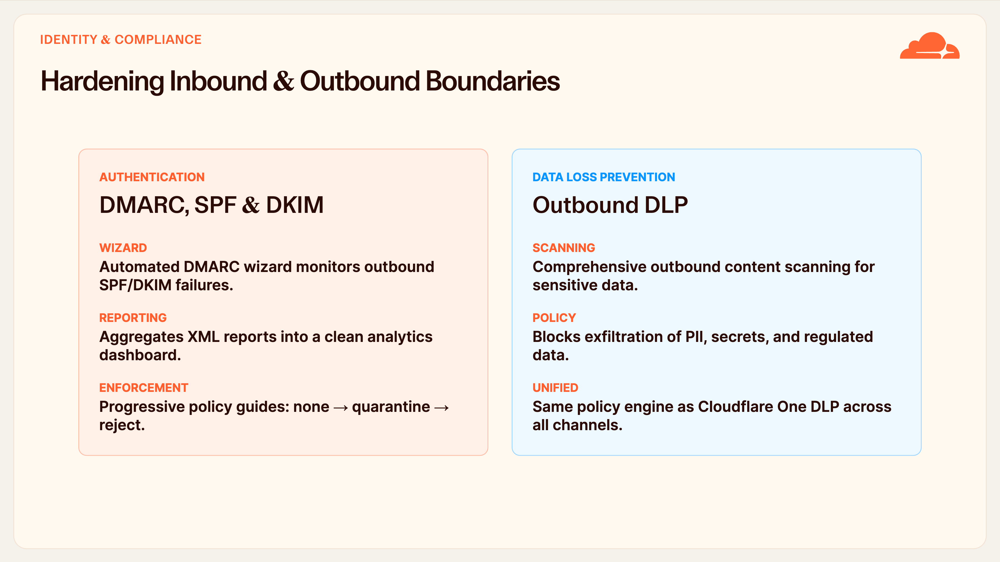 IDENTITY & COMPLIANCE
Hardening Inbound & Outbound Boundaries
AUTHENTICATION
DMARC, SPF & DKIM
WIZARD
Automated DMARC wizard monitors outbound
SPF/DKIM failures.
REPORTING
Aggregates XML reports into a clean analytics
dashboard.
ENFORCEMENT
Progressive policy guides: none → quarantine →
reject.
DATA LOSS PREVENTION
Outbound DLP
SCANNING
Comprehensive outbound content scanning for
sensitive data.
POLICY
Blocks exfiltration of PII, secrets, and regulated
data.
UNIFIED
Same policy engine as Cloudflare One DLP across
all channels.